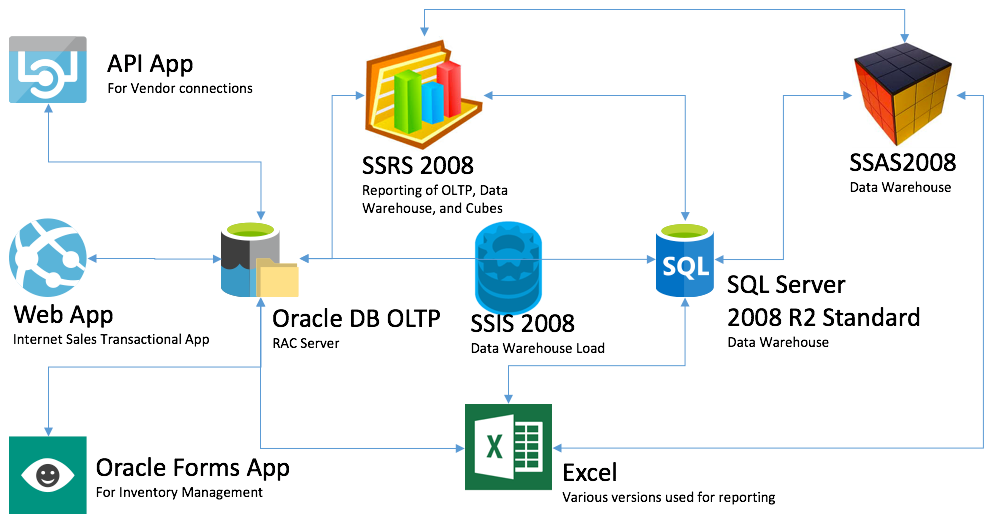 API App
For Vendor connections
SSRS 2008
Reporting of OLTP, Data
Warehouse, and Cubes
SSAS2008
Data Warehouse
Web App
Internet Sales Transactional App
Oracle DB OLTP
RAC Server
SSIS 2008
Data Warehouse Load
SQL
SQL Server
2008 R2 Standard
Data Warehouse
Oracle Forms App
For Inventory Management
X
Excel
Various versions used for reporting